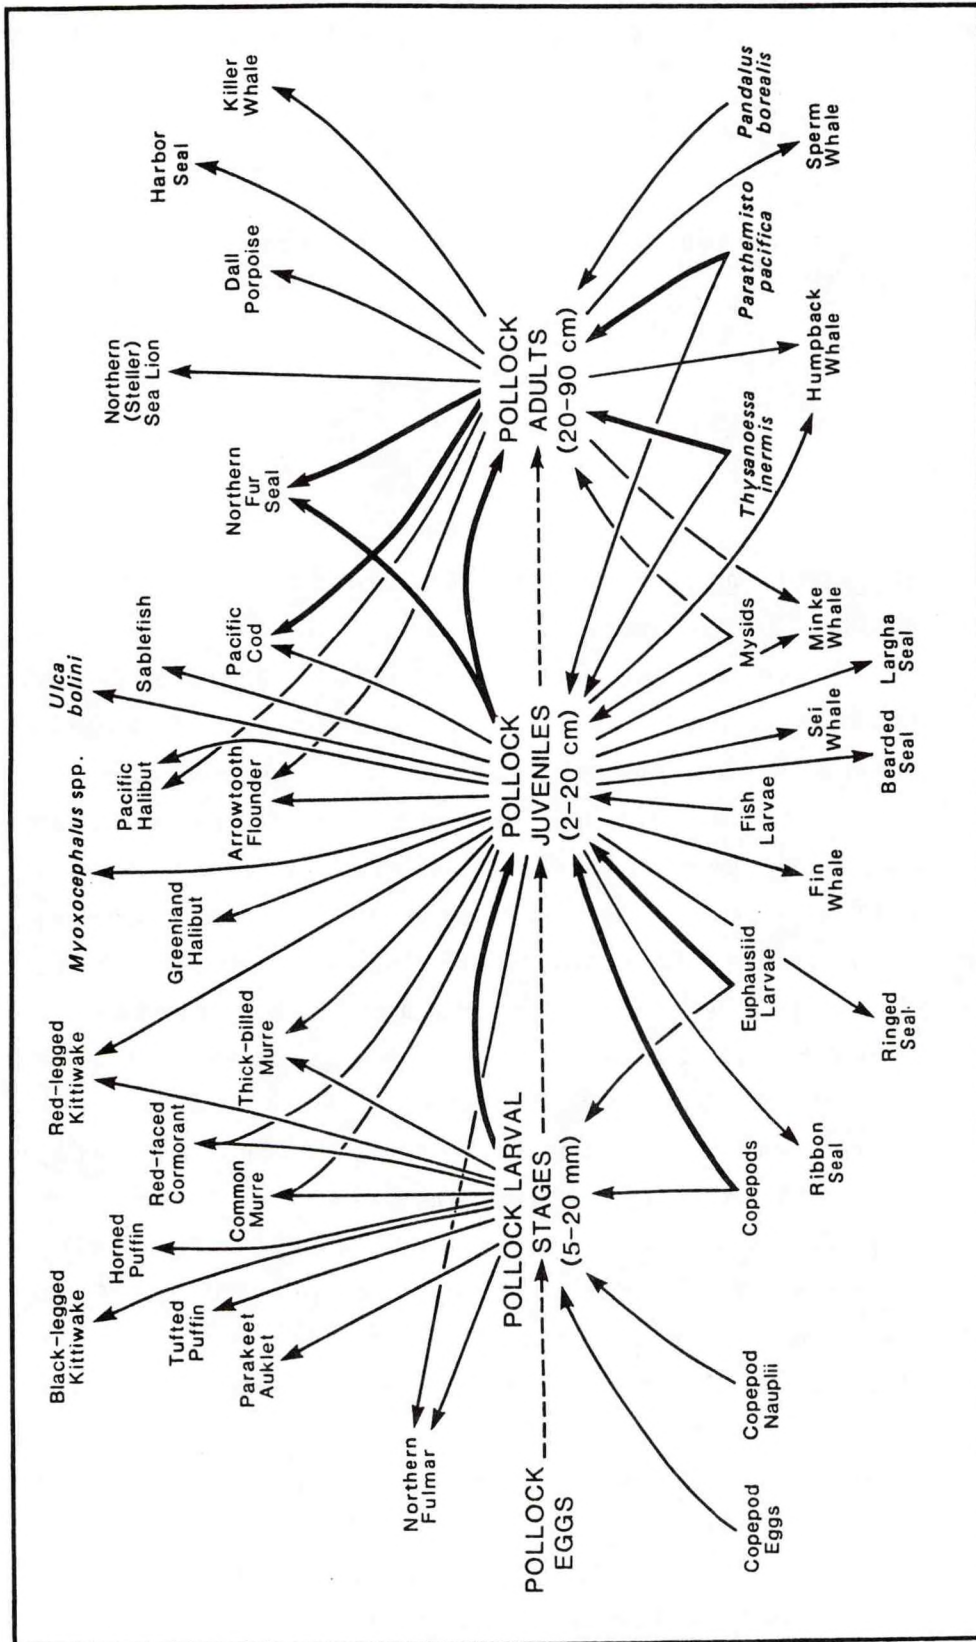 Killer
Whale
Harbor
Seal
Dall
Porpoise
Northern
(Steller)
Sea Lion
Northern
Fur
Seal
Pacific
Cod
Sablefish
Ulca
bolini
Pacific
Halibut
Arrowtooth
Flounder
Myoxocephalus spp.
Greenland
Halibut
Red-legged
Kittiwake
Thick-billed
Murre
Red-faced
Cormorant
Common
Murre
Horned
Puffin
Black-legged
Kittiwake
Tufted
Puffin
Parakeet
Auklet
Northern
Fulmar
POLLOCK
EGGS
POLLOCK LARVAL
STAGES
(5-20 mm)
POLLOCK
JUVENILES
(2-20 cm)
POLLOCK
ADULTS
(20-90 cm)
Copepod
Eggs
Copepod
Nauplii
Copepods
Ribbon
Seal
Euphausiid
Larvae
Ringed
Seal
Fin
Whale
Fish
Larvae
Bearded
Seal
Sei
Whale
Largha
Seal
Minke
Whale
Mysids
Thysanoessa
inermis
Humpback
Whale
Parathemisto
pacifica
Sperm
Whale
Pandalus
borealis